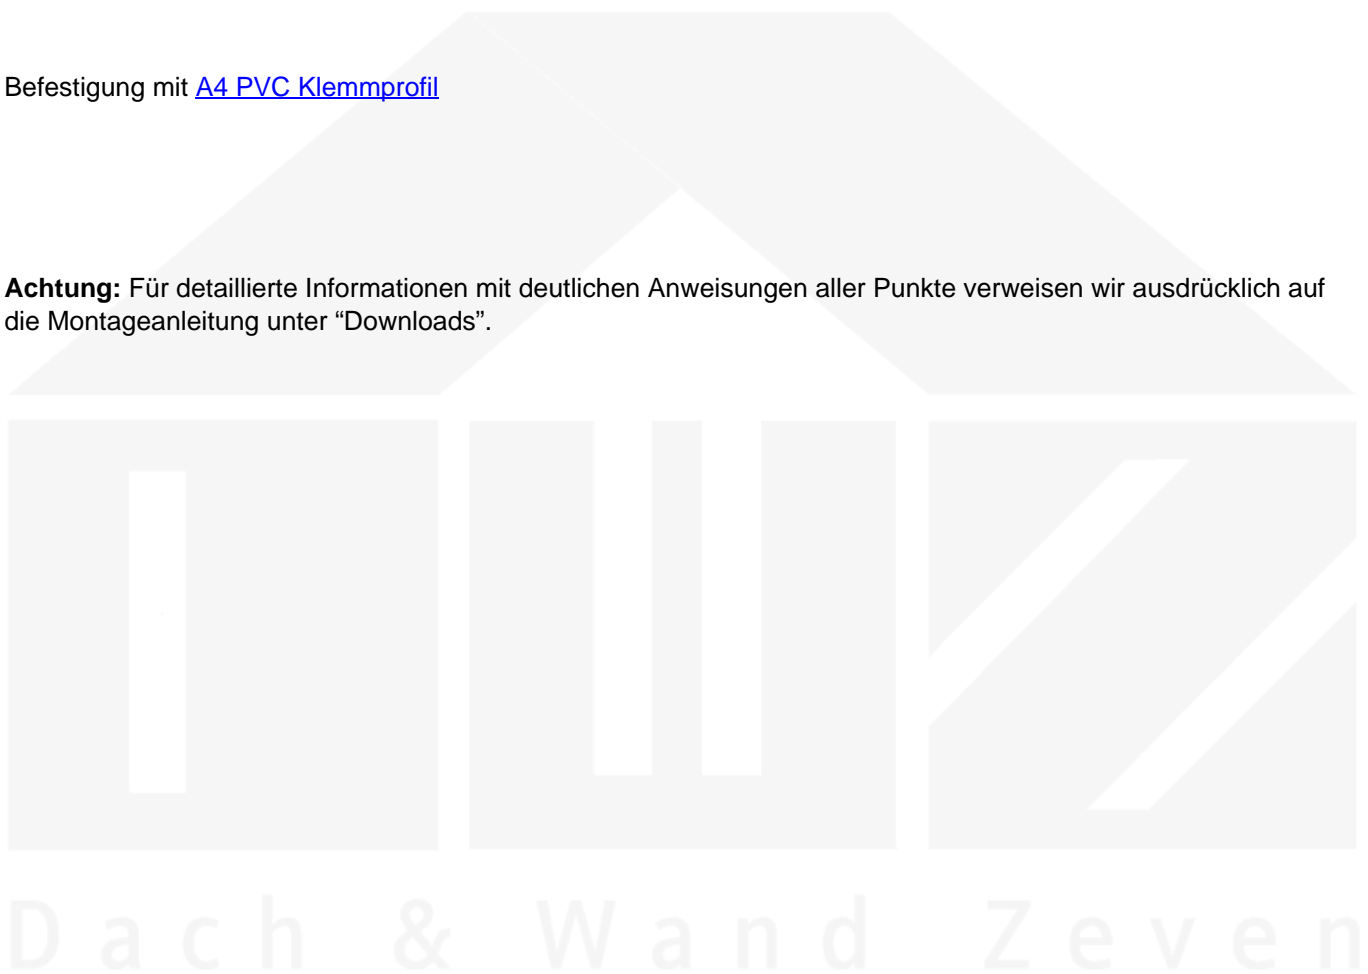 Befestigung mit A4 PVC Klemmprofil
Achtung: Für detaillierte Informationen mit deutlichen Anweisungen aller Punkte verweisen wir ausdrücklich auf
die Montageanleitung unter “Downloads”.
Dach & Wand Zeven